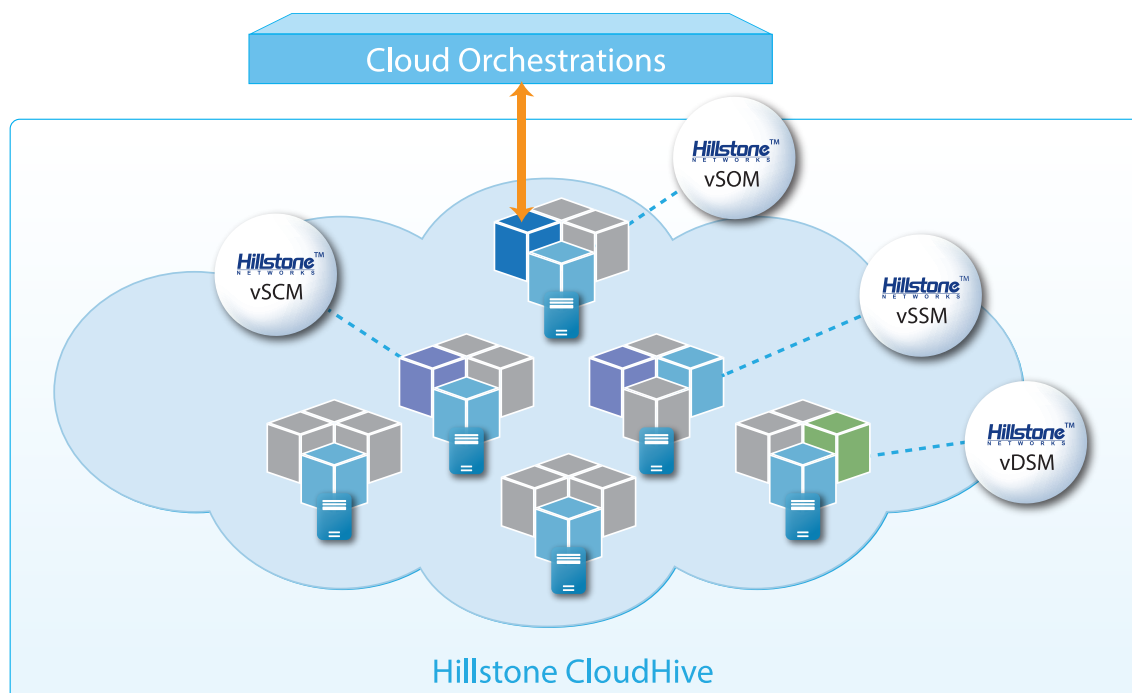 Cloud Orchestrations
Hillstone™
NETWORKS
vSOM
Hillstone™
NETWORKS
vSCM
Hillstone™
NETWORKS
vSSM
Hillstone™
NETWORKS
vDSM
Hillstone CloudHive